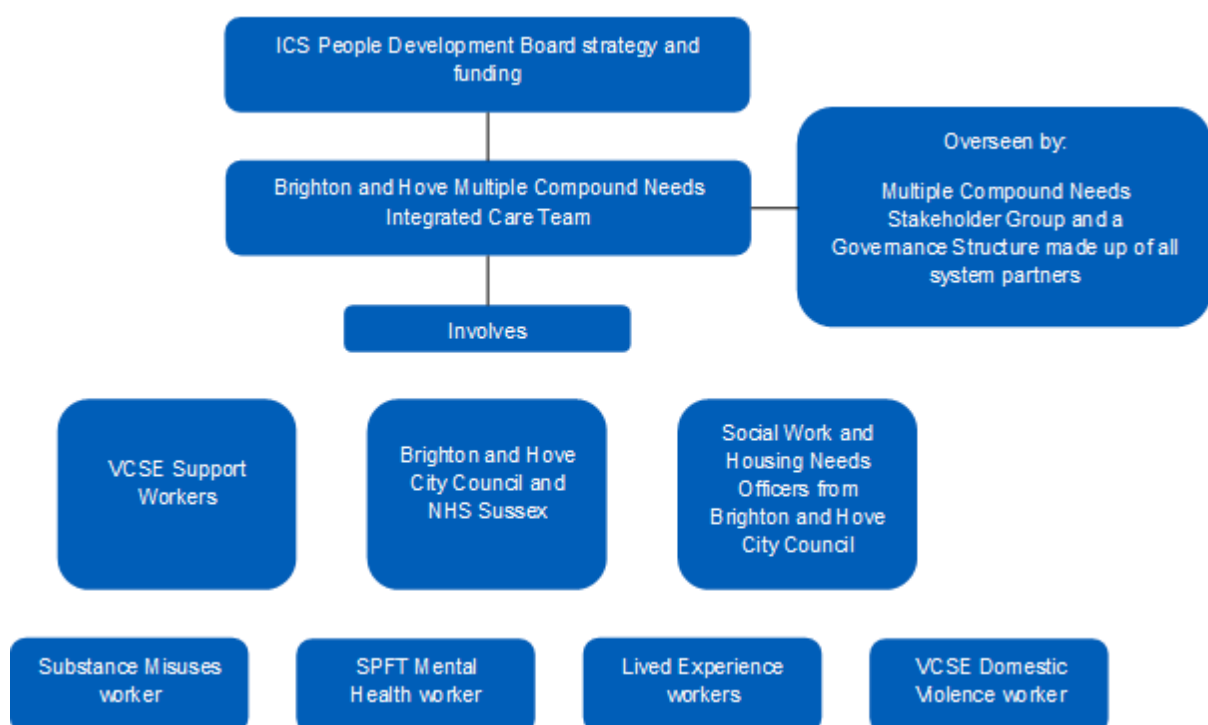 ICS People Development Board strategy and
funding
Brighton and Hove Multiple Compound Needs
Integrated Care Team
Overseen by:
Multiple Compound Needs
Stakeholder Group and a
Governance Structure made up of all
system partners
Involves
VCSE Support
Workers
Brighton and Hove
City Council and
NHS Sussex
Social Work and
Housing Needs
Officers from
Brighton and Hove
City Council
Substance Misuses
worker
SPFT Mental
Health worker
Lived Experience
workers
VCSE Domestic
Violence worker